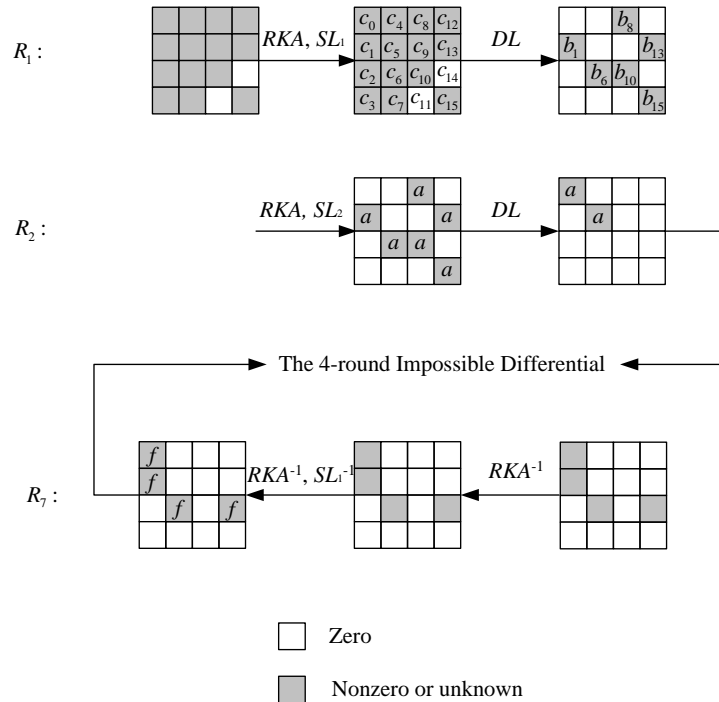 R₁ :
RKA, SL₁
DL
c₀ c₄ c₈ c₁₂
c₁ c₅ c₉ c₁₃
c₂ c₆ c₁₀ c₁₄
c₃ c₇ c₁₁ c₁₅
b₈
b₁ b₁₃
b₆ b₁₀
b₁₅
R₂ :
RKA, SL₂
DL
a
a a
a a
a
a
a
The 4-round Impossible Differential
R₇ :
f
f
f f
RKA⁻¹, SL₁⁻¹
RKA⁻¹
Zero
Nonzero or unknown